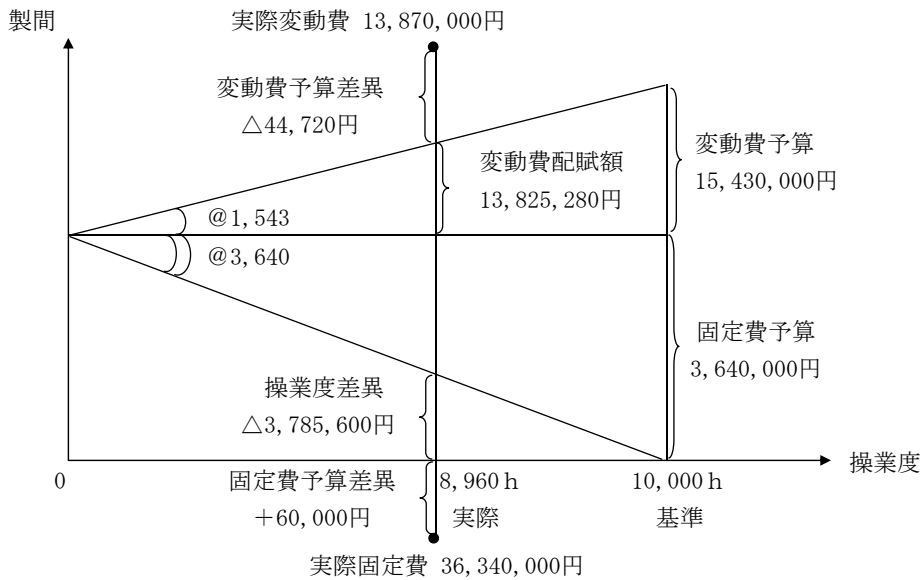 製間
実際変動費 13,870,000円
変動費予算差異
△44,720円
変動費配賦額
13,825,280円
変動費予算
15,430,000円
@1,543
@3,640
固定費予算
3,640,000円
操業度差異
△3,785,600円
操業度
0
固定費予算差異
+60,000円
8,960h
実際
10,000h
基準
実際固定費 36,340,000円